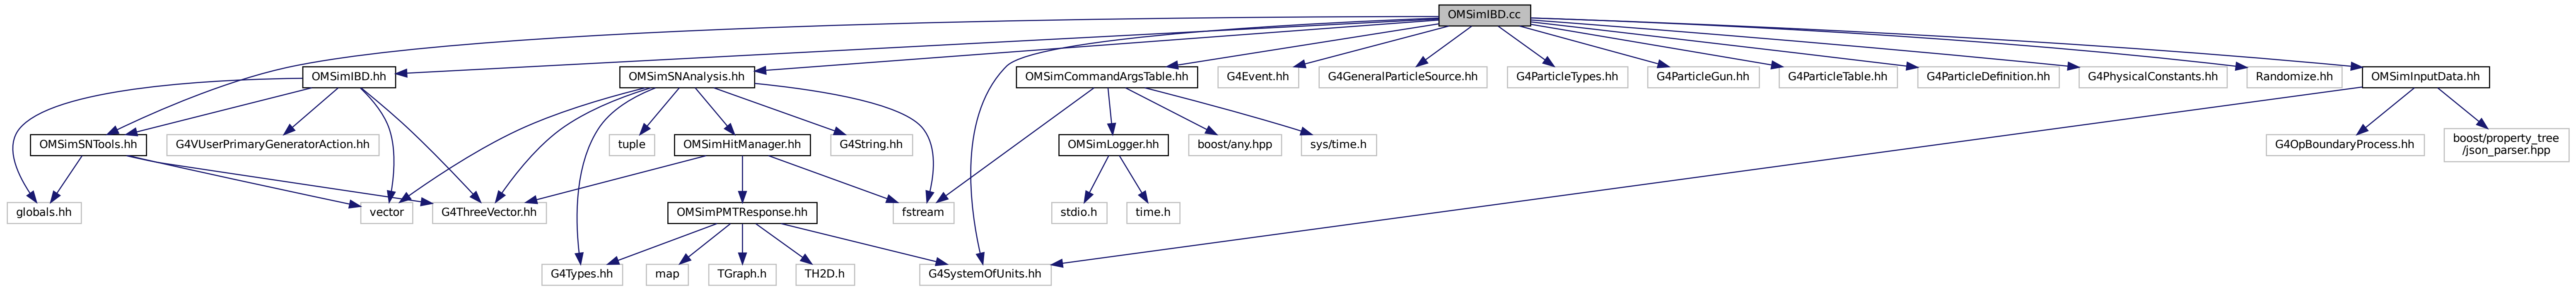 OMSimIBD.cc
OMSimIBD.hh
OMSimSNAnalysis.hh
OMSimCommandArgsTable.hh
G4Event.hh
G4GeneralParticleSource.hh
G4ParticleTypes.hh
G4ParticleGun.hh
G4ParticleTable.hh
G4ParticleDefinition.hh
G4PhysicalConstants.hh
Randomize.hh
OMSimInputData.hh
OMSimSNTools.hh
G4VUserPrimaryGeneratorAction.hh
tuple
OMSimHitManager.hh
G4String.hh
OMSimLogger.hh
boost/any.hpp
sys/time.h
G4OpBoundaryProcess.hh
boost/property_tree
/json_parser.hpp
globals.hh
vector
G4ThreeVector.hh
OMSimPMTResponse.hh
fstream
stdio.h
time.h
G4Types.hh
map
TGraph.h
TH2D.h
G4SystemOfUnits.hh